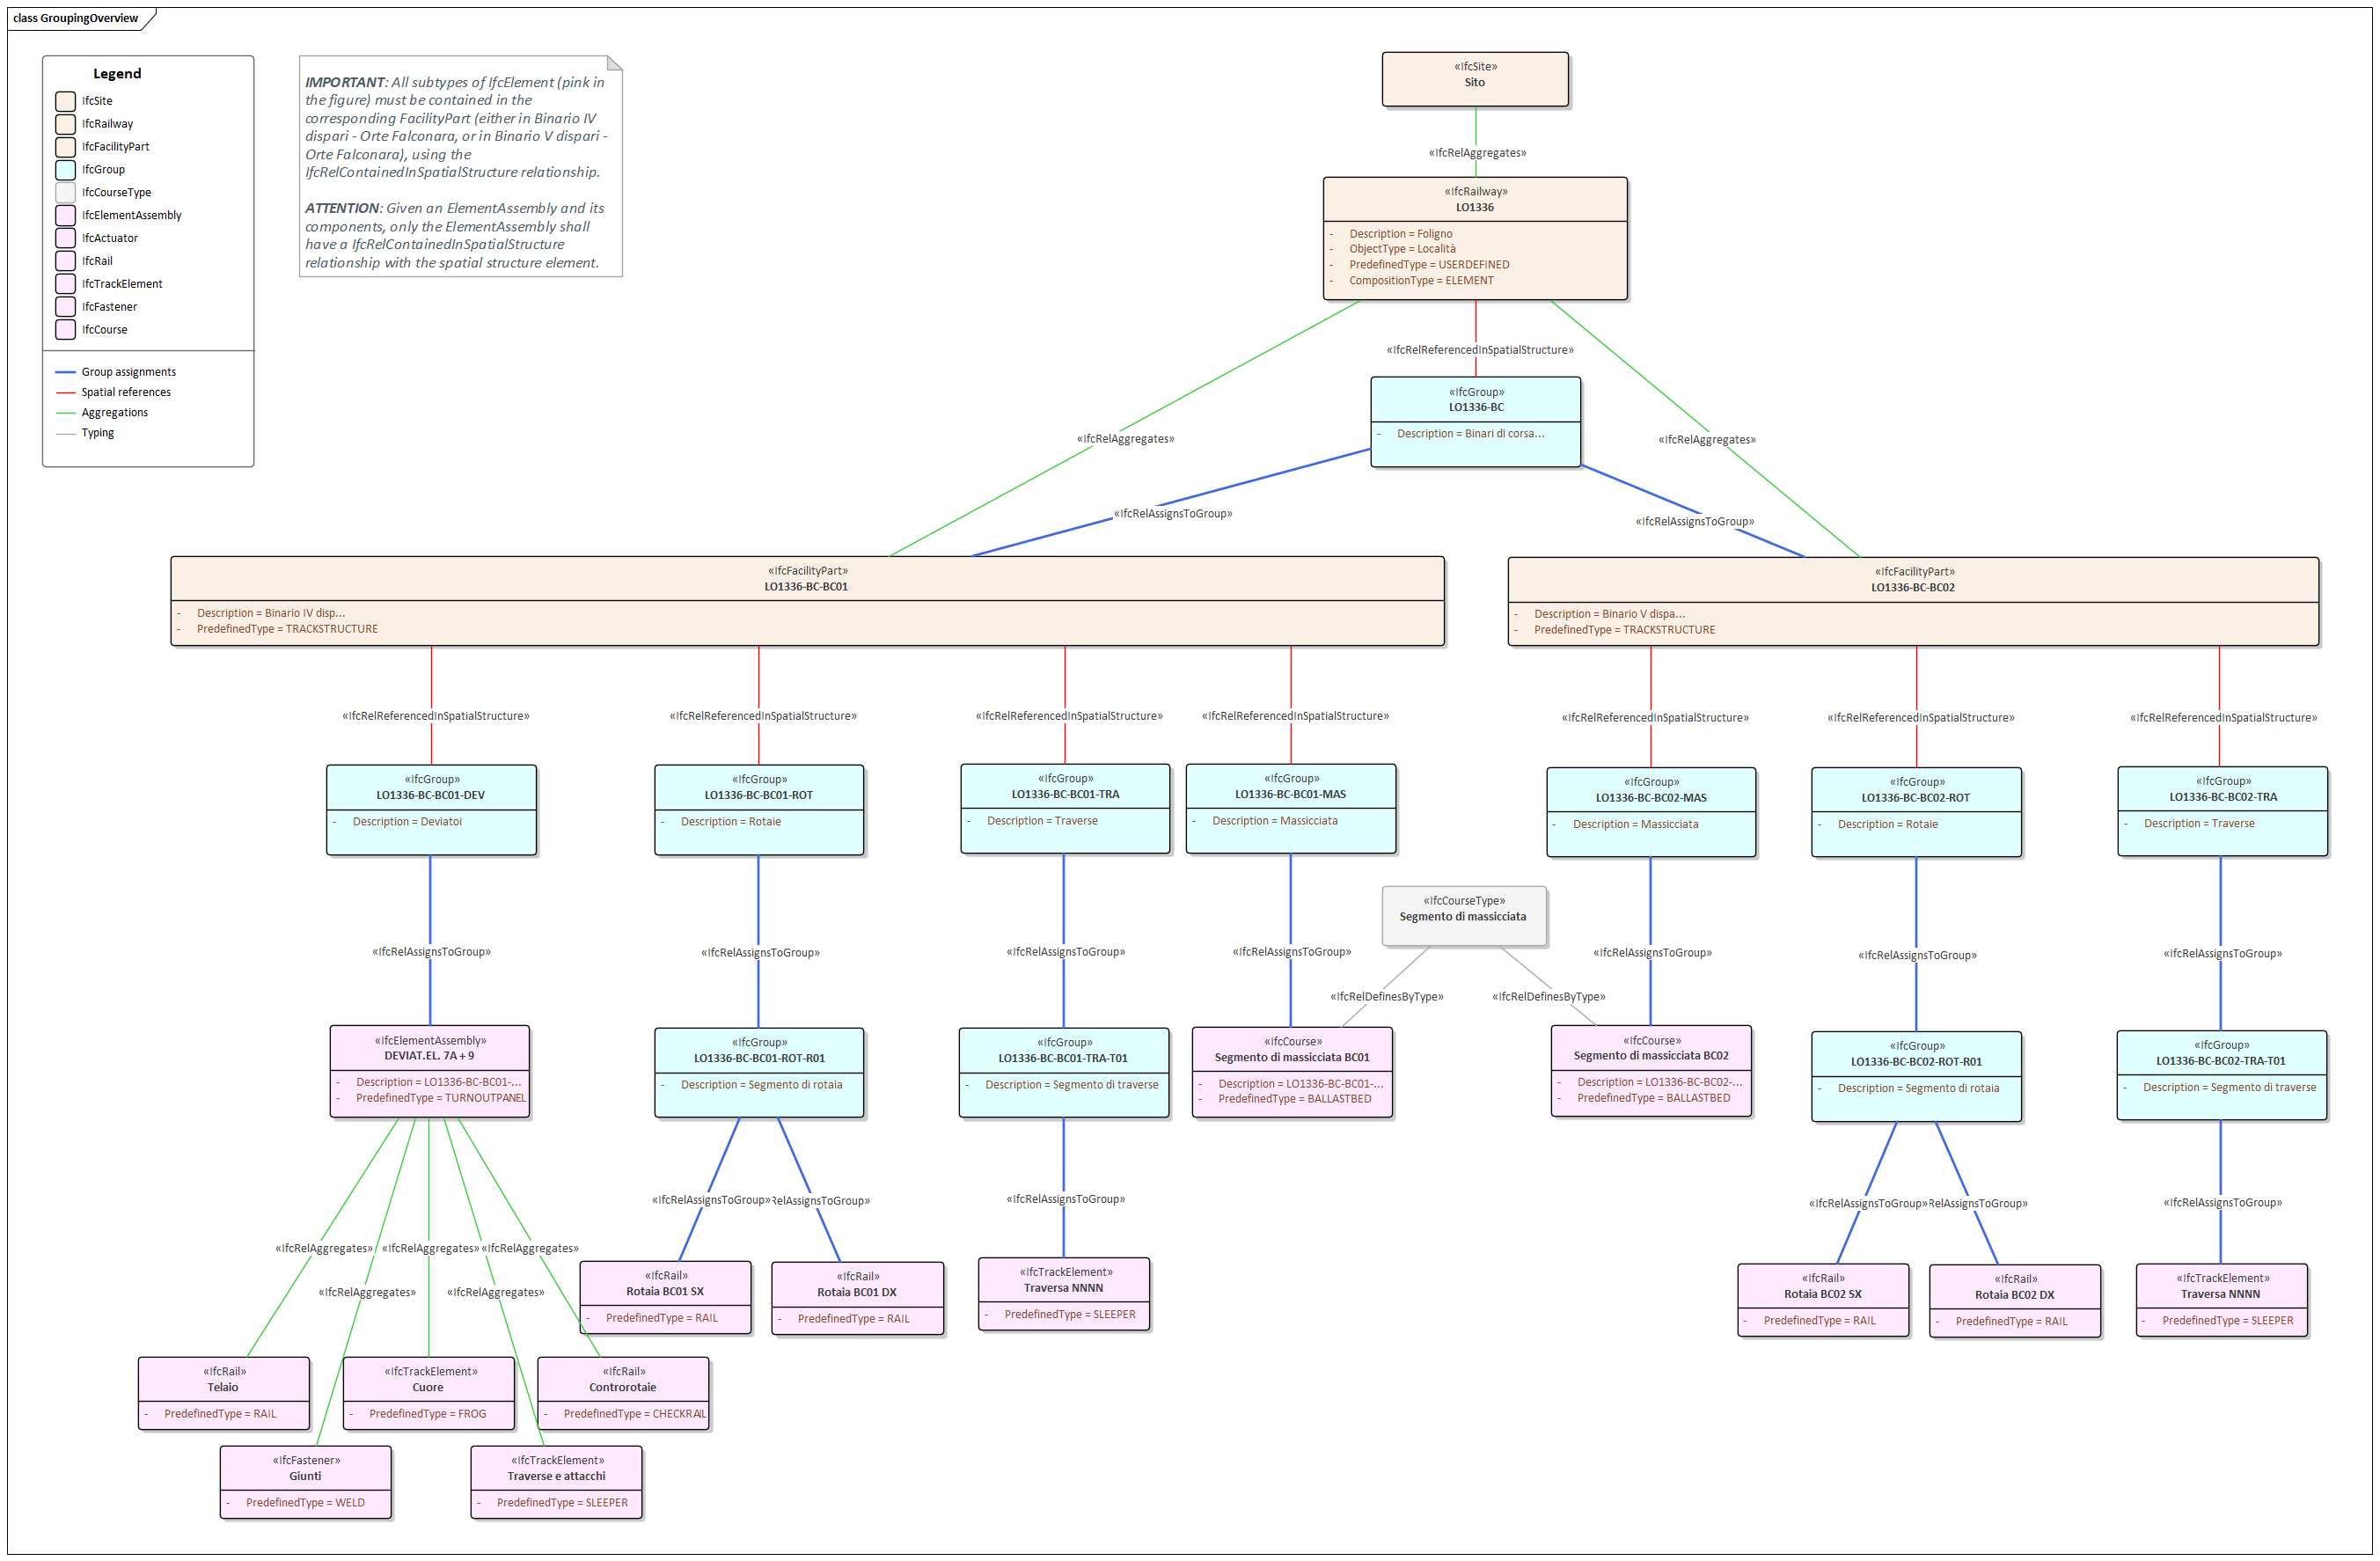 class GroupingOverview
Legend
IfcSite
IfcRailway
IfcFacilityPart
IfcGroup
IfcCourseType
IfcElementAssembly
IfcActuator
IfcRail
IfcTrackElement
IfcFastener
IfcCourse
Group assignments
Spatial references
Aggregations
Typing
IMPORTANT: All subtypes of IfcElement (pink in
the figure) must be contained in the
corresponding FacilityPart (either in Binario IV
dispari - Orte Falconara, or in Binario V dispari -
Orte Falconara), using the
IfcRelContainedInSpatialStructure relationship.
ATTENTION: Given an ElementAssembly and its
components, only the ElementAssembly shall
have a IfcRelContainedInSpatialStructure
relationship with the spatial structure element.
«IfcSite»
Sito
«IfcRelAggregates»
«IfcRailway»
LO1336
- Description = Foligno
- ObjectType = Località
- PredefinedType = USERDEFINED
- CompositionType = ELEMENT
«IfcRelReferencedInSpatialStructure»
«IfcGroup»
LO1336-BC
- Description = Binari di corsa...
«IfcRelAggregates»
«IfcRelAggregates»
«IfcRelAssignsToGroup»
«IfcRelAssignsToGroup»
«IfcFacilityPart»
LO1336-BC-BC01
- Description = Binario IV disp...
- PredefinedType = TRACKSTRUCTURE
«IfcFacilityPart»
LO1336-BC-BC02
- Description = Binario V dispa...
- PredefinedType = TRACKSTRUCTURE
«IfcRelReferencedInSpatialStructure»
«IfcRelReferencedInSpatialStructure»
«IfcRelReferencedInSpatialStructure»
«IfcRelReferencedInSpatialStructure»
«IfcRelReferencedInSpatialStructure»
«IfcRelReferencedInSpatialStructure»
«IfcRelReferencedInSpatialStructure»
«IfcGroup»
LO1336-BC-BC01-DEV
- Description = Deviatoi
«IfcGroup»
LO1336-BC-BC01-ROT
- Description = Rotaie
«IfcGroup»
LO1336-BC-BC01-TRA
- Description = Traverse
«IfcGroup»
LO1336-BC-BC01-MAS
- Description = Massicciata
«IfcGroup»
LO1336-BC-BC02-MAS
- Description = Massicciata
«IfcGroup»
LO1336-BC-BC02-ROT
- Description = Rotaie
«IfcGroup»
LO1336-BC-BC02-TRA
- Description = Traverse
«IfcCourseType»
Segmento di massicciata
«IfcRelAssignsToGroup»
«IfcRelAssignsToGroup»
«IfcRelAssignsToGroup»
«IfcRelAssignsToGroup»
«IfcRelAssignsToGroup»
«IfcRelAssignsToGroup»
«IfcRelAssignsToGroup»
«IfcRelDefinesByType»
«IfcRelDefinesByType»
«IfcElementAssembly»
DEVIAT.EL. 7A + 9
- Description = LO1336-BC-BC01-...
- PredefinedType = TURNOUTPANEL
«IfcGroup»
LO1336-BC-BC01-ROT-R01
- Description = Segmento di rotaia
«IfcGroup»
LO1336-BC-BC01-TRA-T01
- Description = Segmento di traverse
«IfcCourse»
Segmento di massicciata BC01
- Description = LO1336-BC-BC01-...
- PredefinedType = BALLASTBED
«IfcCourse»
Segmento di massicciata BC02
- Description = LO1336-BC-BC02-...
- PredefinedType = BALLASTBED
«IfcGroup»
LO1336-BC-BC02-ROT-R01
- Description = Segmento di rotaia
«IfcGroup»
LO1336-BC-BC02-TRA-T01
- Description = Segmento di traverse
«IfcRelAssignsToGroup»
RelAssignsToGroup»
«IfcRelAssignsToGroup»
«IfcRelAssignsToGroup»
RelAssignsToGroup»
«IfcRelAssignsToGroup»
«IfcRelAggregates»
«IfcRelAggregates»
«IfcRelAggregates»
«IfcRelAggregates»
«IfcRelAggregates»
«IfcRail»
Rotaia BC01 SX
- PredefinedType = RAIL
«IfcRail»
Rotaia BC01 DX
- PredefinedType = RAIL
«IfcTrackElement»
Traversa NNNN
- PredefinedType = SLEEPER
«IfcRail»
Rotaia BC02 SX
- PredefinedType = RAIL
«IfcRail»
Rotaia BC02 DX
- PredefinedType = RAIL
«IfcTrackElement»
Traversa NNNN
- PredefinedType = SLEEPER
«IfcRail»
Telaio
- PredefinedType = RAIL
«IfcTrackElement»
Cuore
- PredefinedType = FROG
«IfcRail»
Controrotaie
- PredefinedType = CHECKRAIL
«IfcFastener»
Giunti
- PredefinedType = WELD
«IfcTrackElement»
Traverse e attacchi
- PredefinedType = SLEEPER